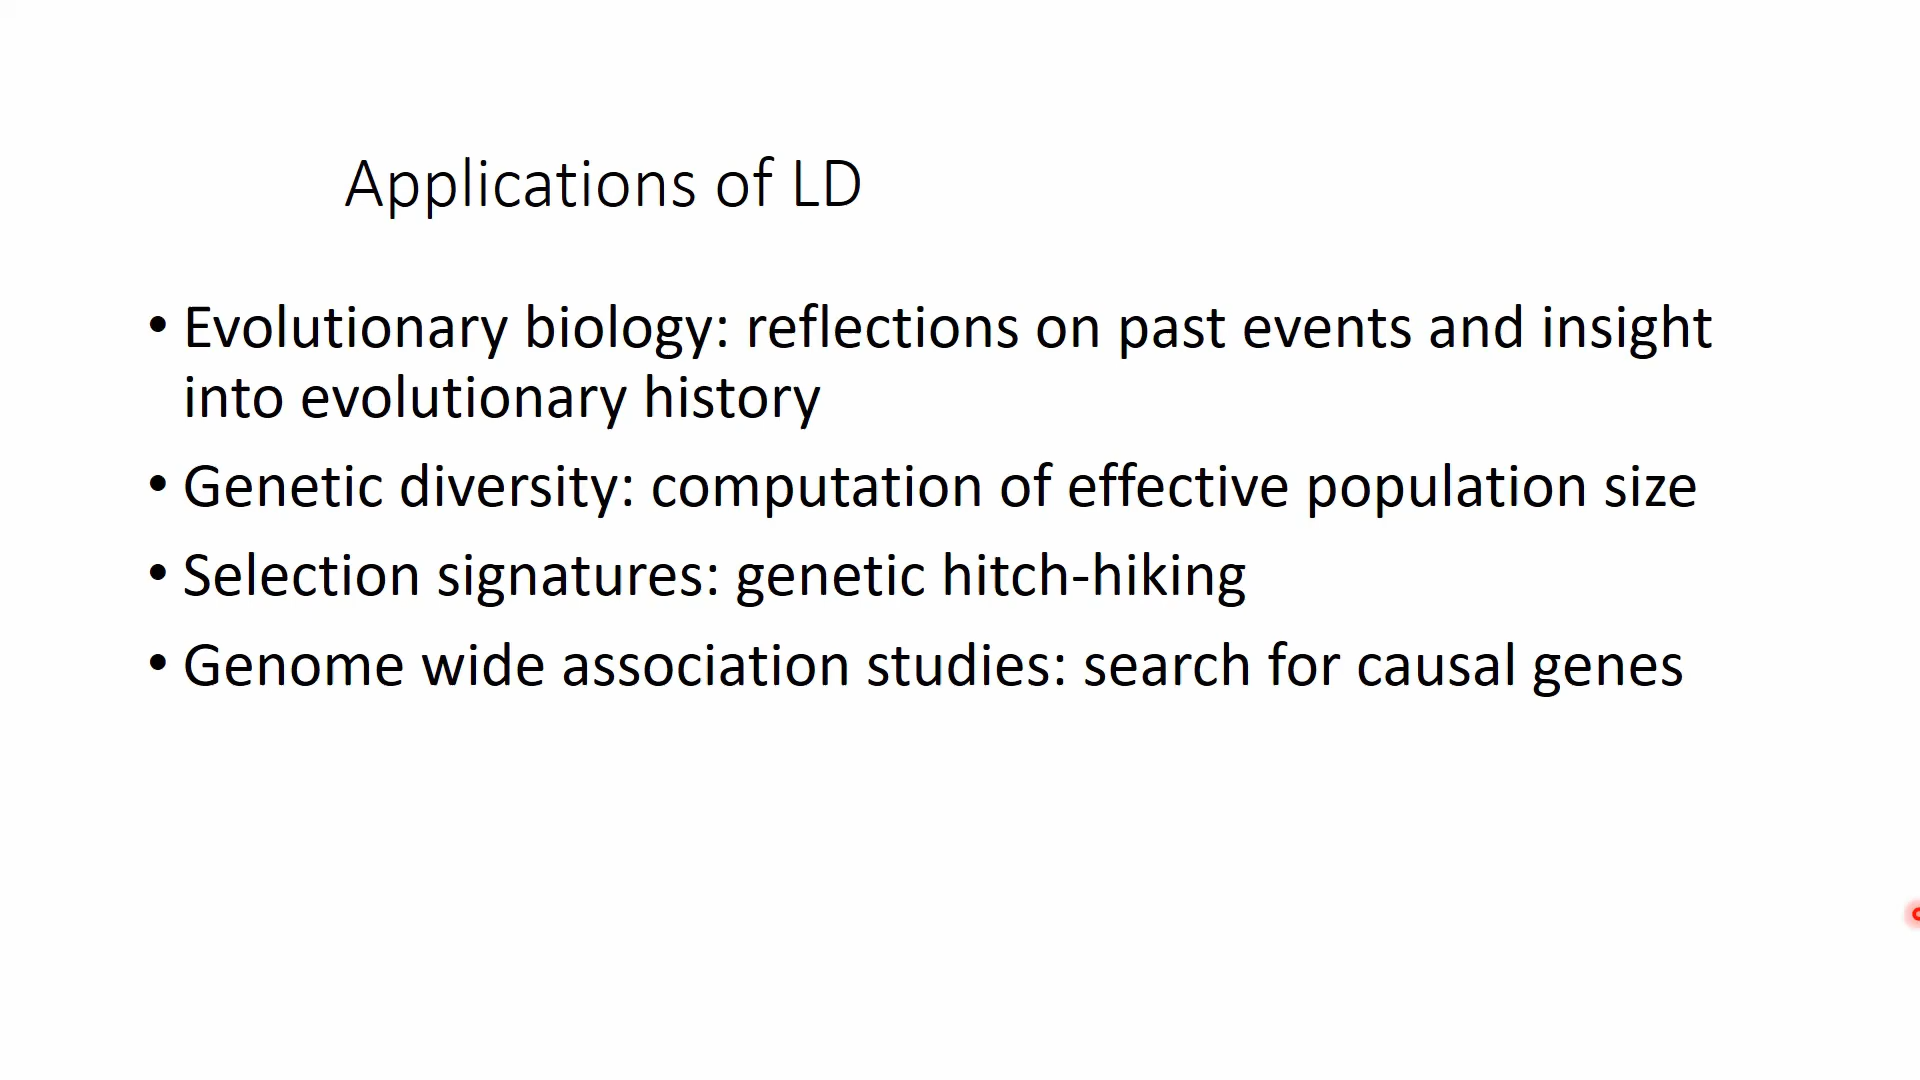 Applications of LD
• Evolutionary biology: reflections on past events and insight
into evolutionary history
• Genetic diversity: computation of effective population size
• Selection signatures: genetic hitch-hiking
• Genome wide association studies: search for causal genes